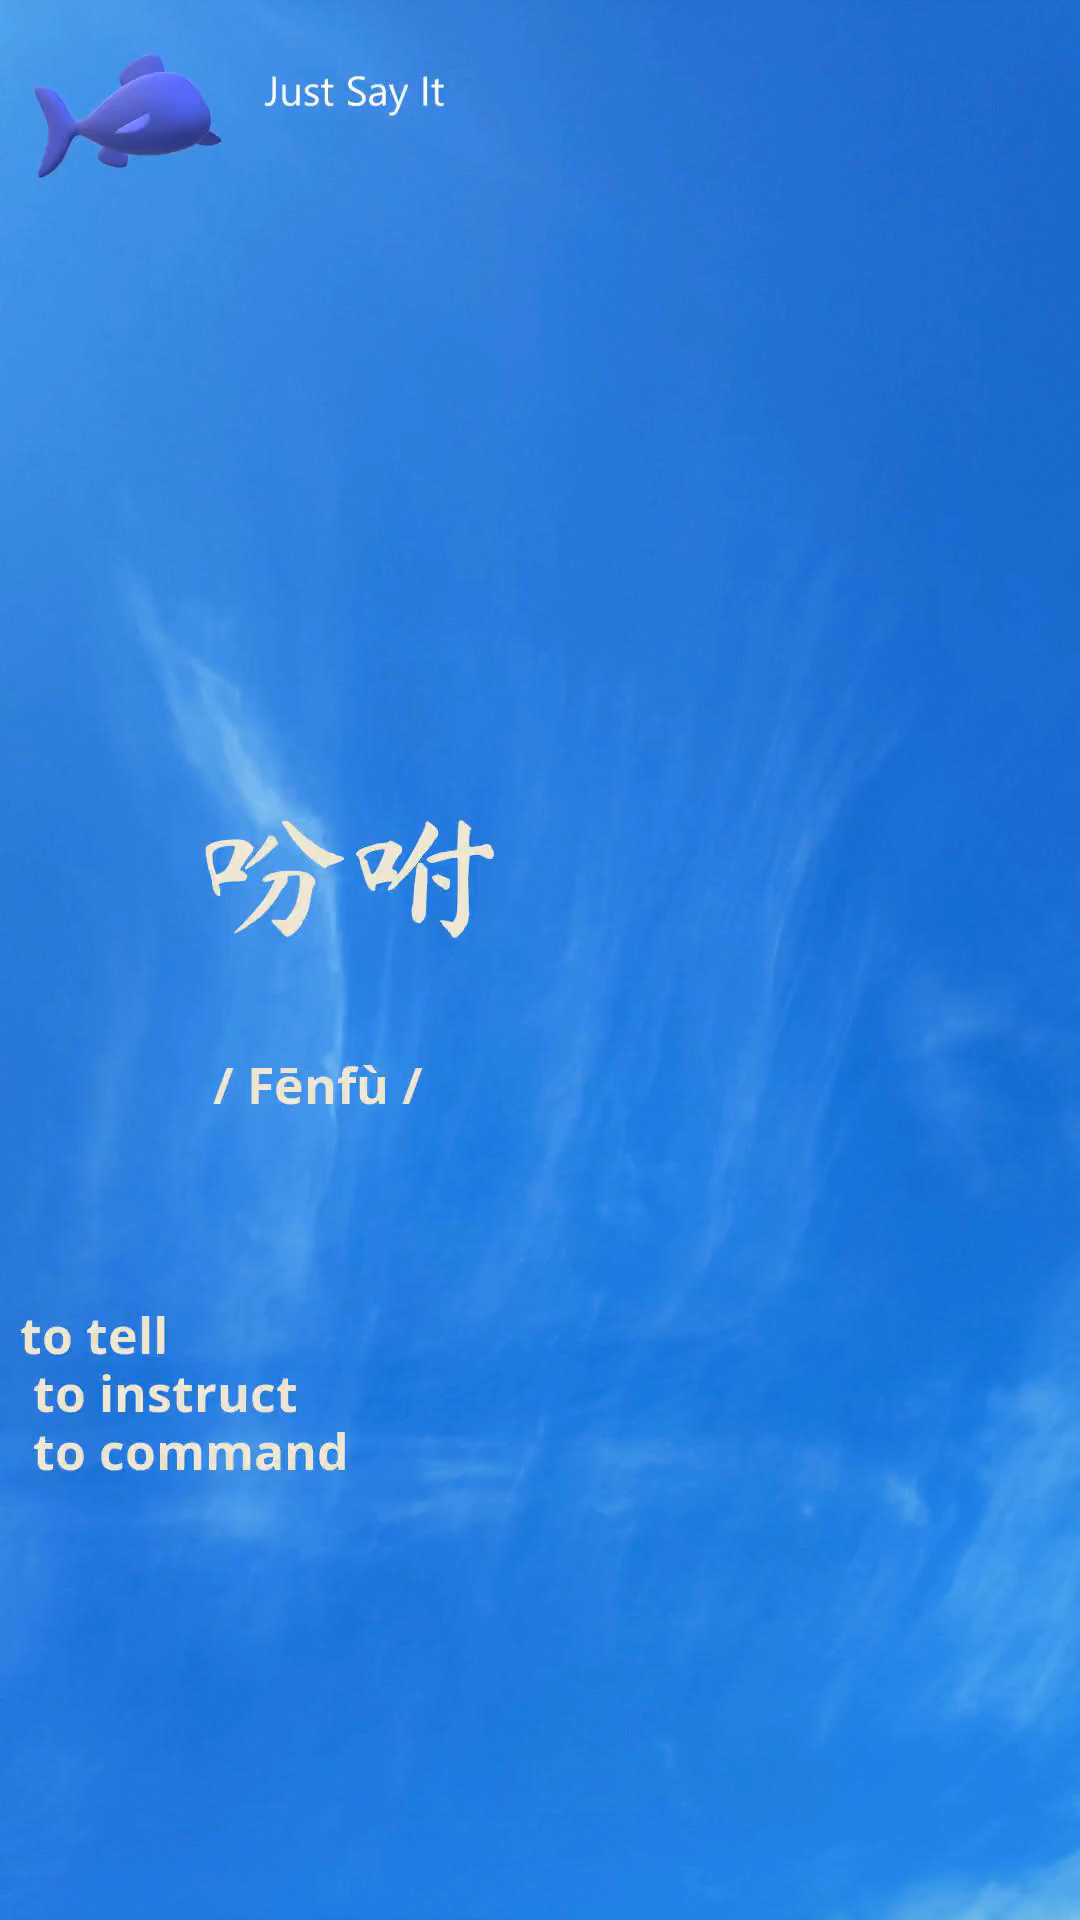 Just Say It
吩咐
/ Fēnfù /
to tell
to instruct
to command